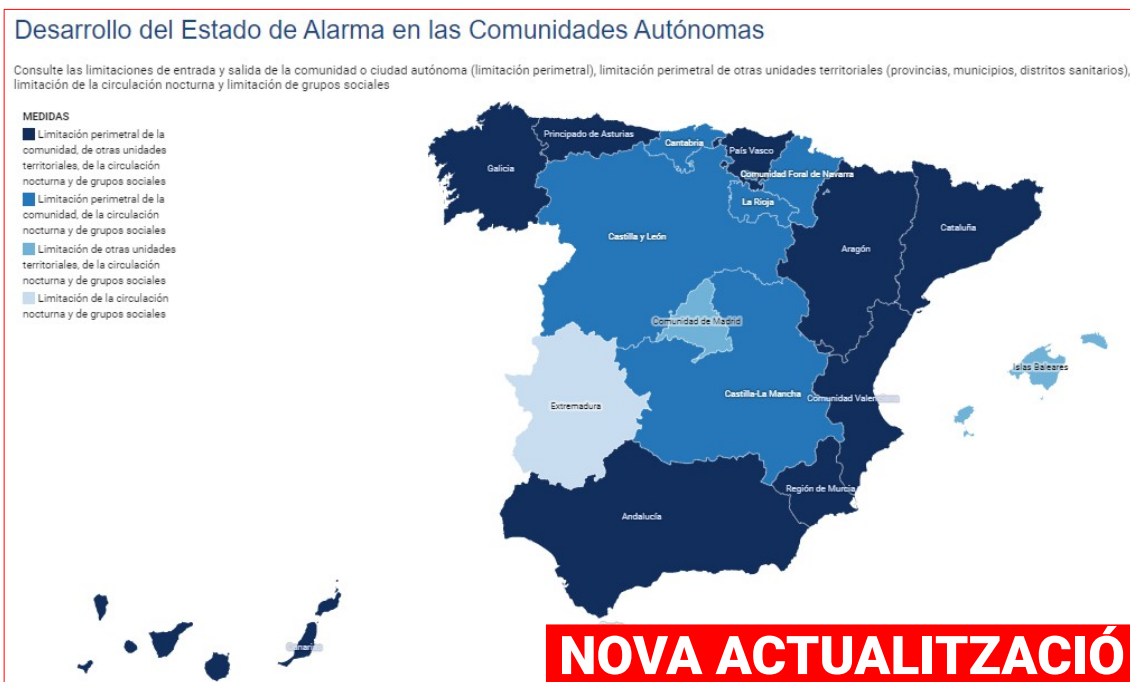 Desarrollo del Estado de Alarma en las Comunidades Autónomas
Consulte las limitaciones de entrada y salida de la comunidad o ciudad autónoma (limitación perimetral), limitación perimetral de otras unidades territoriales (provincias, municipios, distritos sanitarios),
limitación de la circulación nocturna y limitación de grupos sociales
MEDIDAS
Limitación perimetral de la
comunidad, de otras unidades
territoriales, de la circulación
nocturna y de grupos sociales
Limitación perimetral de la
comunidad, de la circulación
nocturna y de grupos sociales
Limitación de otras unidades
territoriales, de la circulación
nocturna y de grupos sociales
Limitación de la circulación
nocturna y de grupos sociales
Principado de Asturias
Cantabria
País Vasco
Galicia
Comunidad Foral de Navarra
La Rioja
Cataluña
Castilla y León
Aragón
Comunidad de Madrid
Islas Baleares
Castilla-La Mancha
Comunidad Valenciana
Extremadura
Región de Murcia
Andalucía
Canarias
NOVA ACTUALITZACIÓ